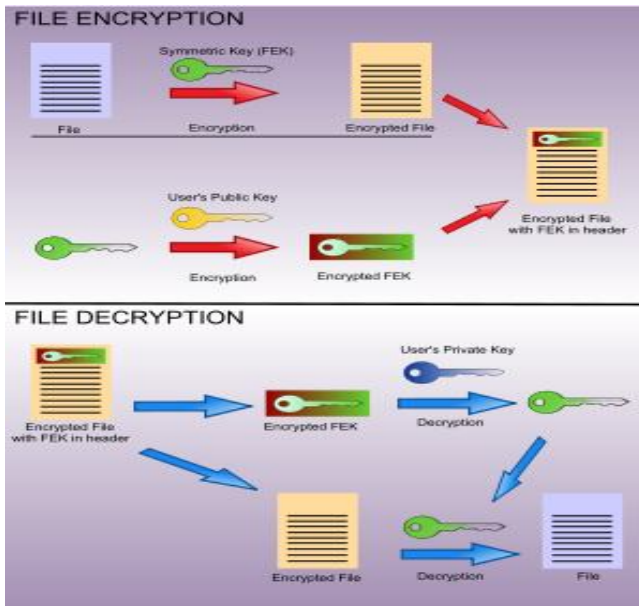 FILE ENCRYPTION
Symmetric Key (FEK)
File
Encryption
Encrypted File
User's Public Key
Encrypted File
with FEK in header
Encryption
Encrypted FEK
FILE DECRYPTION
User's Private Key
Encrypted File
with FEK in header
Encrypted FEK
Decryption
Encrypted File
Decryption
File